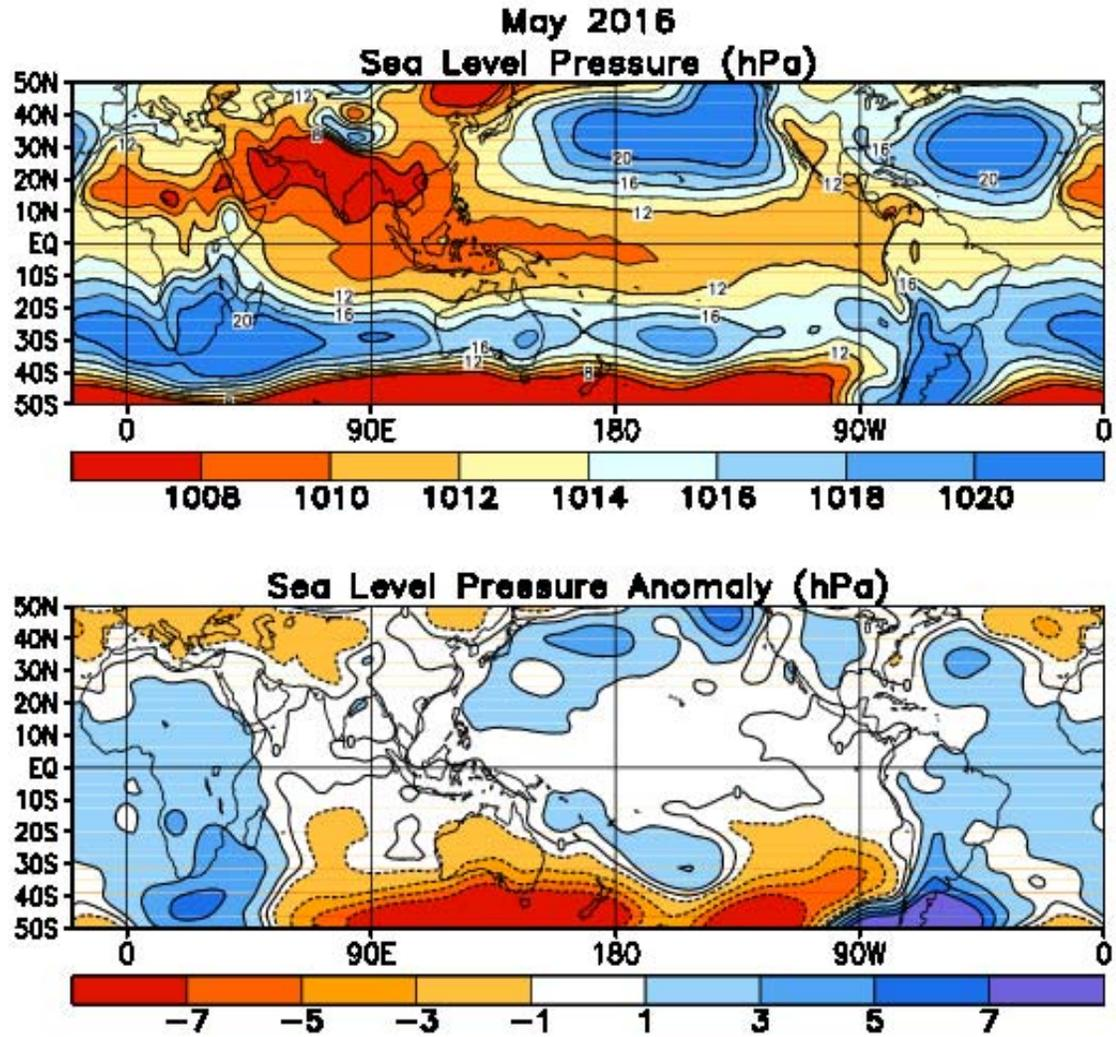 May 2016
Sea Level Pressure (hPa)
50N
40N
30N
20N
10N
EQ
10S
20S
30S
40S
50S
12
12
8
20
16
12
12
16
20
16
12
16
12
16
20
12
16
16
12
8
12
0 90E 180 90W 0
1008 1010 1012 1014 1016 1018 1020
Sea Level Pressure Anomaly (hPa)
50N
40N
30N
20N
10N
EQ
10S
20S
30S
40S
50S
0 90E 180 90W 0
-7 -5 -3 -1 1 3 5 7